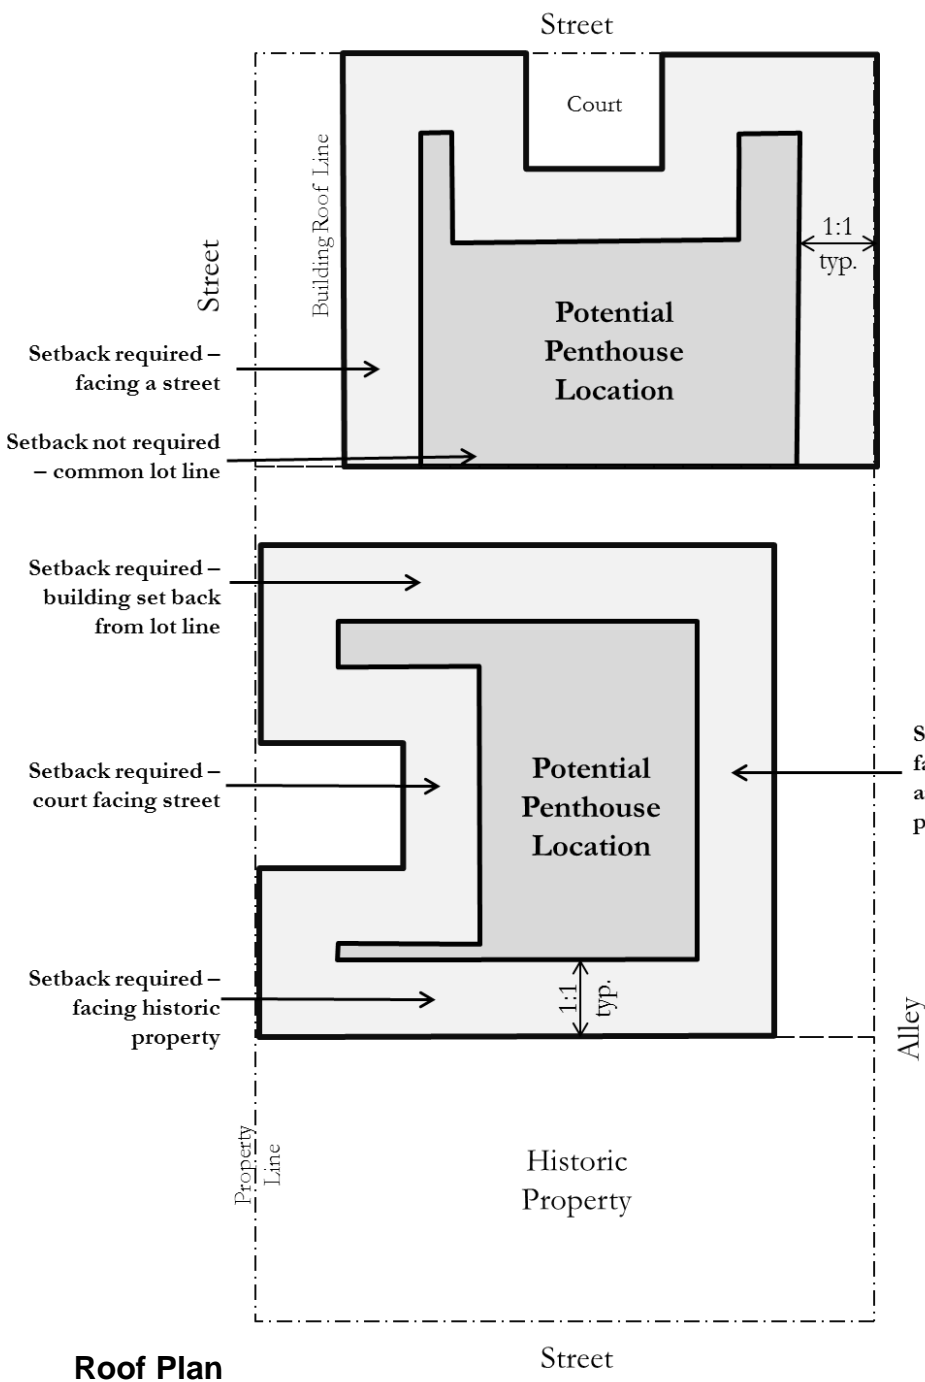 Street
Court
Building Roof Line
Street
1:1
typ.
Potential
Penthouse
Location
Setback required –
facing a street
Setback not required
– common lot line
Setback required –
building set back
from lot line
Setback required –
court facing street
Potential
Penthouse
Location
Setback required –
facing historic
property
1:1
typ.
Alley
Property
Line
Historic
Property
Roof Plan
Street